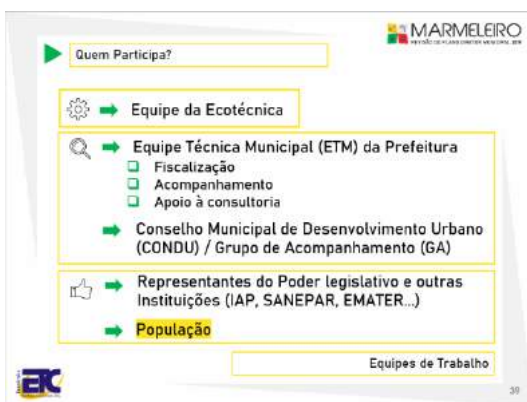 MARMELEIRO
Quem Participa?
Equipe da Ecotécnica
Equipe Técnica Municipal (ETM) da Prefeitura
Fiscalização
Acompanhamento
Apoio à consultoria
Conselho Municipal de Desenvolvimento Urbano
(CONDU) / Grupo de Acompanhamento (GA)
Representantes do Poder legislativo e outras
Instituições (IAP, SANEPAR, EMATER...)
População
Equipes de Trabalho
ETC
39